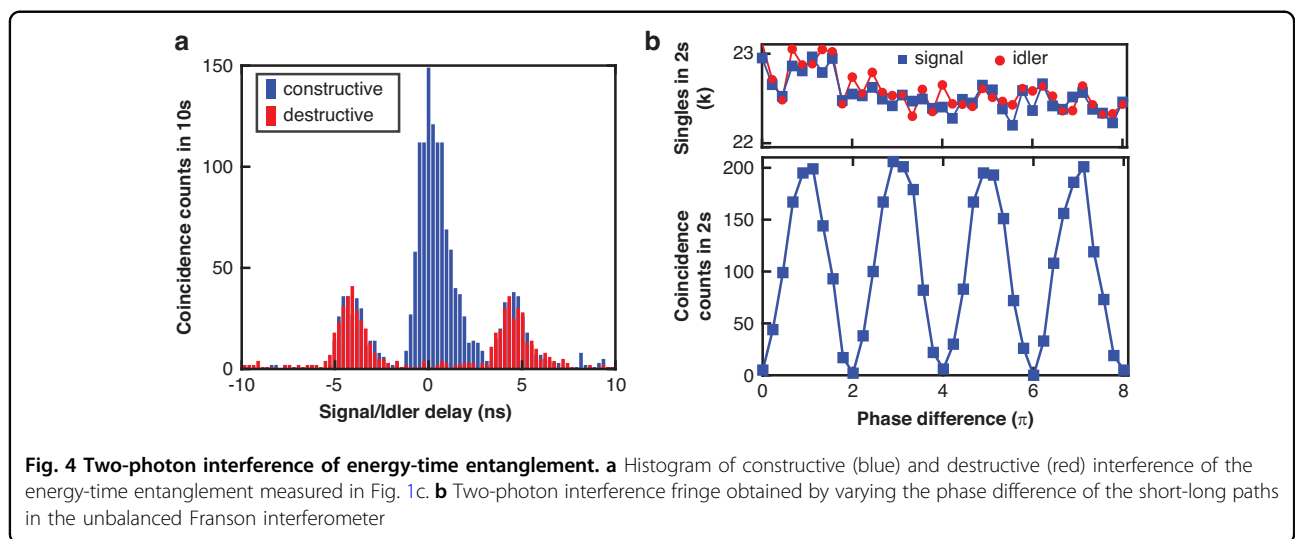 a
150
100
50
0
Coincidence counts in 10s
constructive
destructive
-10
-5
0
5
10
Signal/Idler delay (ns)
b
23
22
Singles in 2s
(k)
signal
idler
200
150
100
50
0
Coincidence
counts in 2s
0
2
4
6
8
Phase difference (π)
Fig. 4 Two-photon interference of energy-time entanglement. a Histogram of constructive (blue) and destructive (red) interference of the
energy-time entanglement measured in Fig. 1c. b Two-photon interference fringe obtained by varying the phase difference of the short-long paths
in the unbalanced Franson interferometer